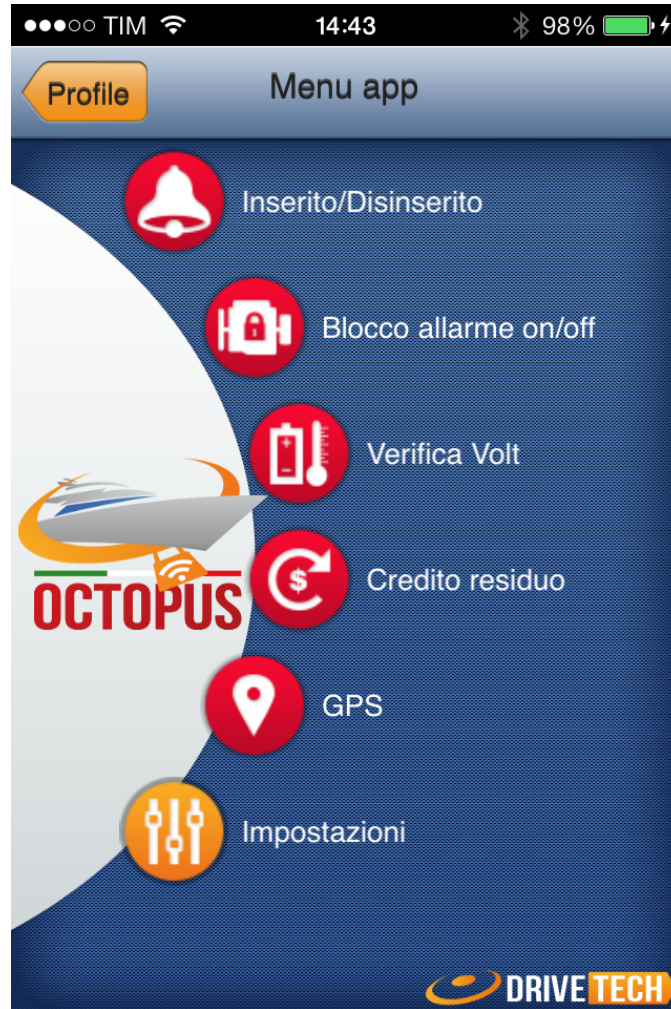 TIM 14:43 98%
Profile Menu app
Inserito/Disinserito
Blocco allarme on/off
Verifica Volt
Credito residuo
OCTOPUS
GPS
Impostazioni
DRIVE TECH